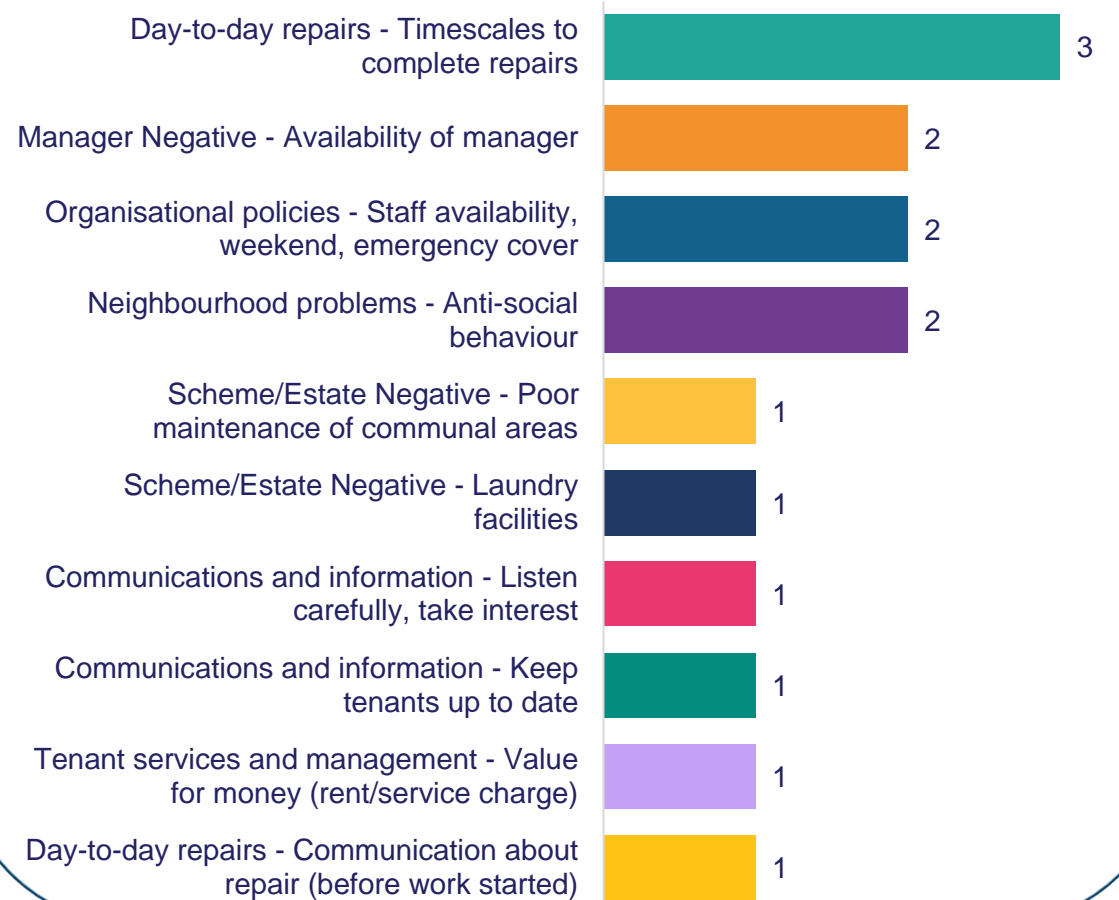 Day-to-day repairs - Timescales to
complete repairs
3
Manager Negative - Availability of manager
2
Organisational policies - Staff availability,
weekend, emergency cover
2
Neighbourhood problems - Anti-social
behaviour
2
Scheme/Estate Negative - Poor
maintenance of communal areas
1
Scheme/Estate Negative - Laundry
facilities
1
Communications and information - Listen
carefully, take interest
1
Communications and information - Keep
tenants up to date
1
Tenant services and management - Value
for money (rent/service charge)
1
Day-to-day repairs - Communication about
repair (before work started)
1